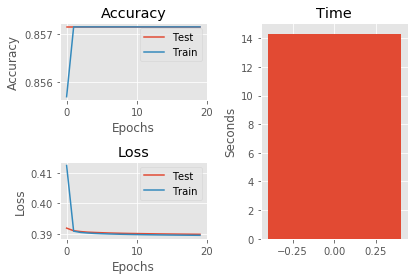 Accuracy
0.857
0.856
Accuracy
Test
Train
0
10
20
Epochs
Loss
0.41
0.40
0.39
Loss
Test
Train
0
10
20
Epochs
Time
14
12
10
8
6
4
2
0
Seconds
−0.25
0.00
0.25